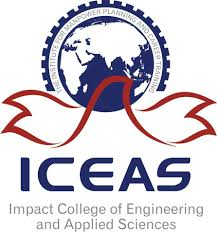 THE INSTITUTE FOR MANPOWER PLANNING AND CAREER TRAINING
ICEAS
Impact College of Engineering
and Applied Sciences